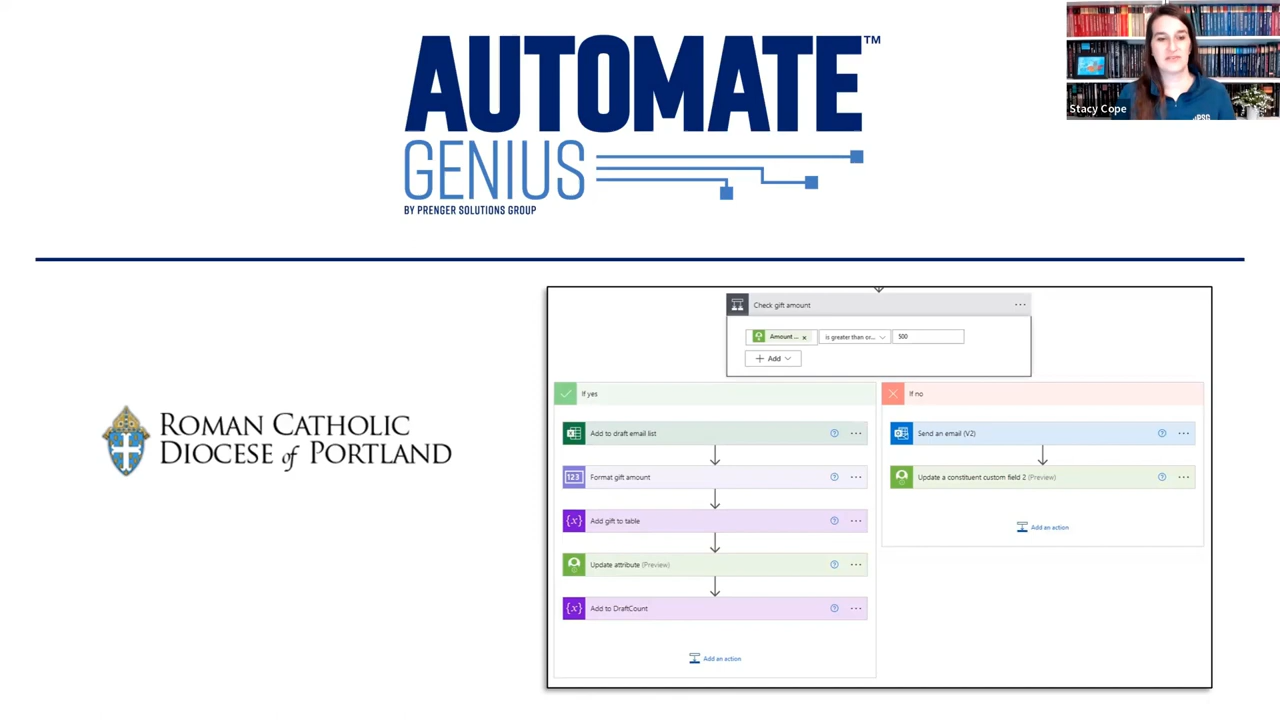 AUTOMATE™
GENIUS
BY PRENGER SOLUTIONS GROUP
Stacy Cope
ROMAN CATHOLIC
DIOCESE of PORTLAND
Check gift amount
Amount ... x
is greater than or...
500
+ Add
If yes
Add to draft email list
123 Format gift amount
{x} Add gift to table
Update attribute (Preview)
{x} Add to DraftCount
Add an action
If no
Send an email (V2)
Update a constituent custom field 2 (Preview)
Add an action